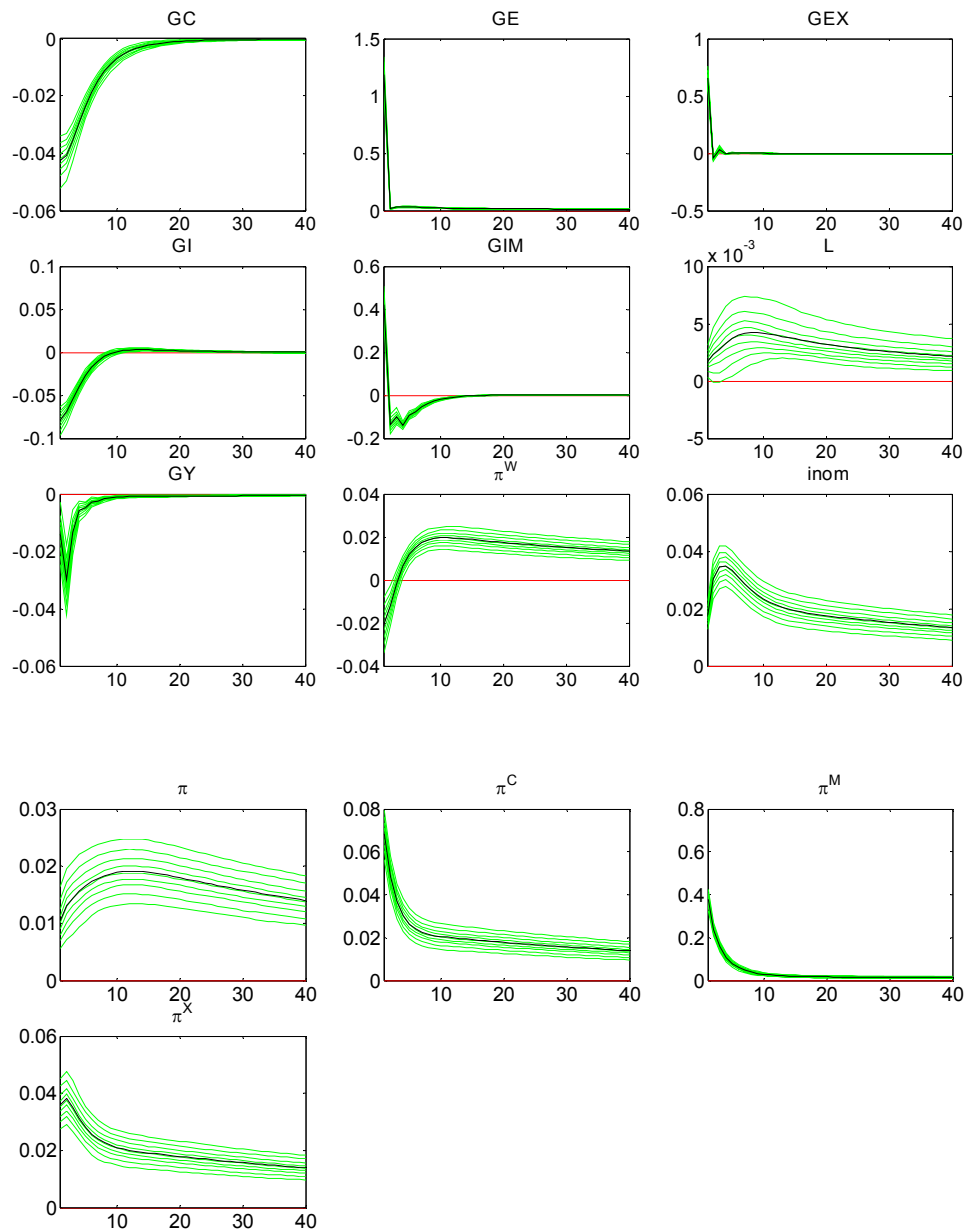 GC GE GEX
0 1.5 1
-0.02 1 0.5
-0.04 0.5 0
-0.06 0 -0.5
10 20 30 40 10 20 30 40 10 20 30 40
GI GIM x 10^-3 L
0.1 0.6 10
0.05 0.4 5
0 0.2 0
-0.05 0 -5
-0.1 -0.2
10 20 30 40 10 20 30 40 10 20 30 40
GY π^W inom
0 0.04 0.06
-0.02 0.02 0.04
-0.04 0 0.02
-0.06 -0.02 0
-0.04
10 20 30 40 10 20 30 40 10 20 30 40
π π^C π^M
0.03 0.08 0.8
0.02 0.06 0.6
0.01 0.04 0.4
0 0.02 0.2
0 0
10 20 30 40 10 20 30 40 10 20 30 40
π^X
0.06
0.04
0.02
0
10 20 30 40